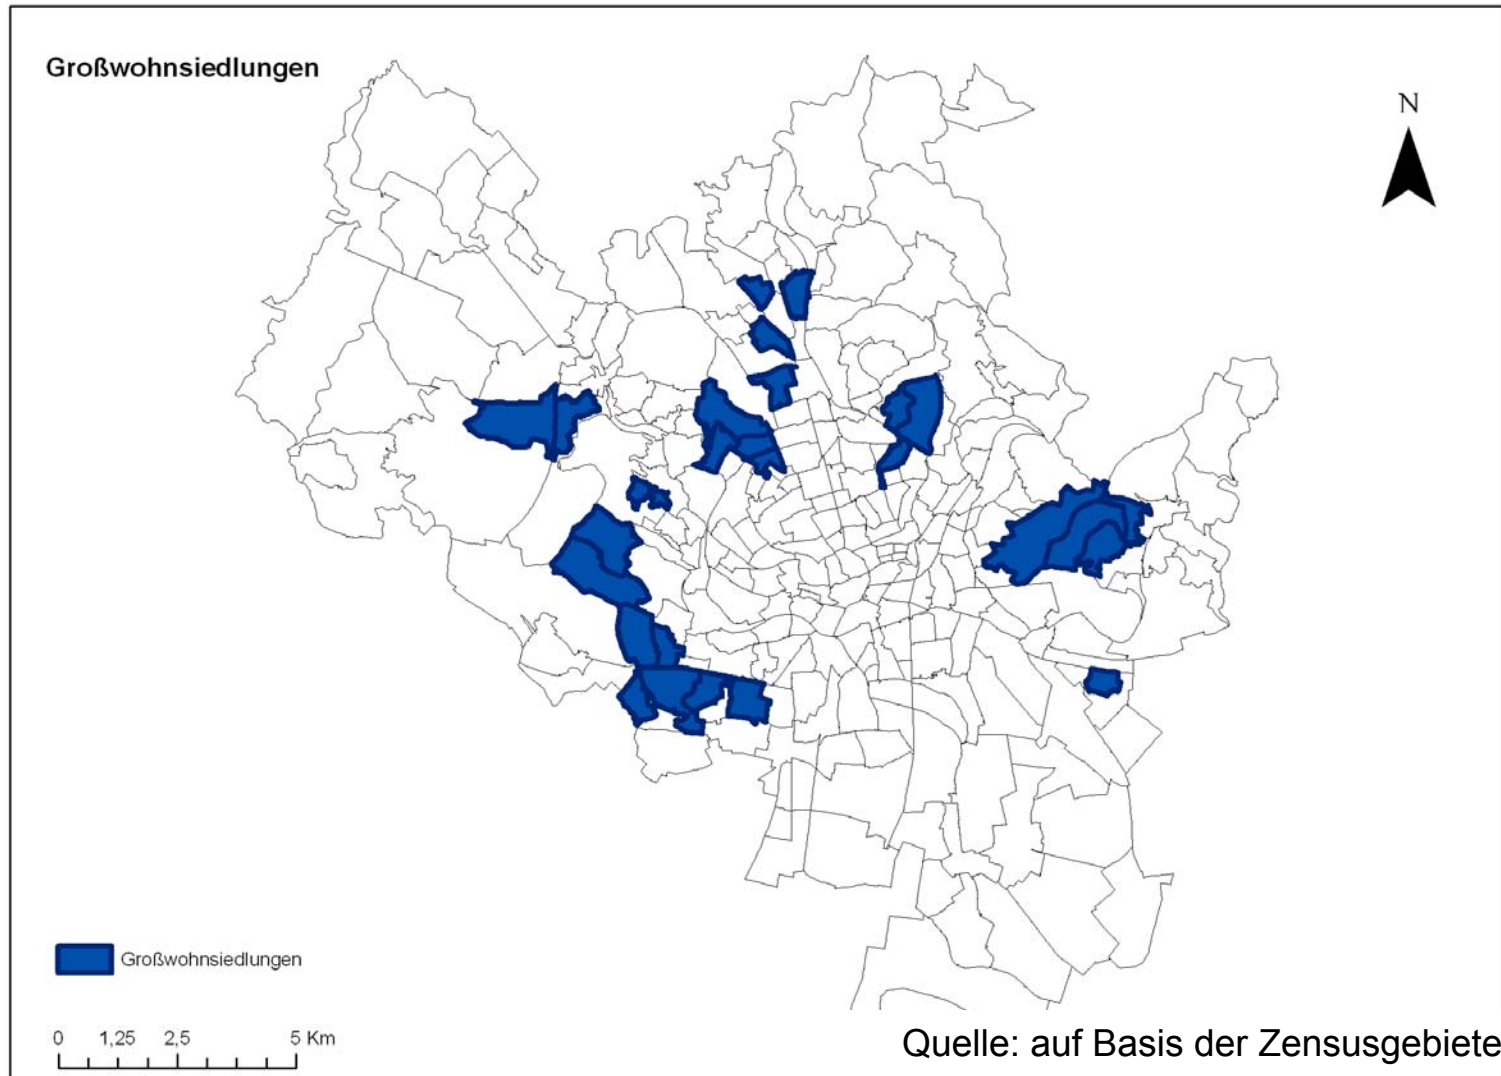 Großwohnsiedlungen
N
Großwohnsiedlungen
0 1,25 2,5 5 Km
Quelle: auf Basis der Zensusgebiete